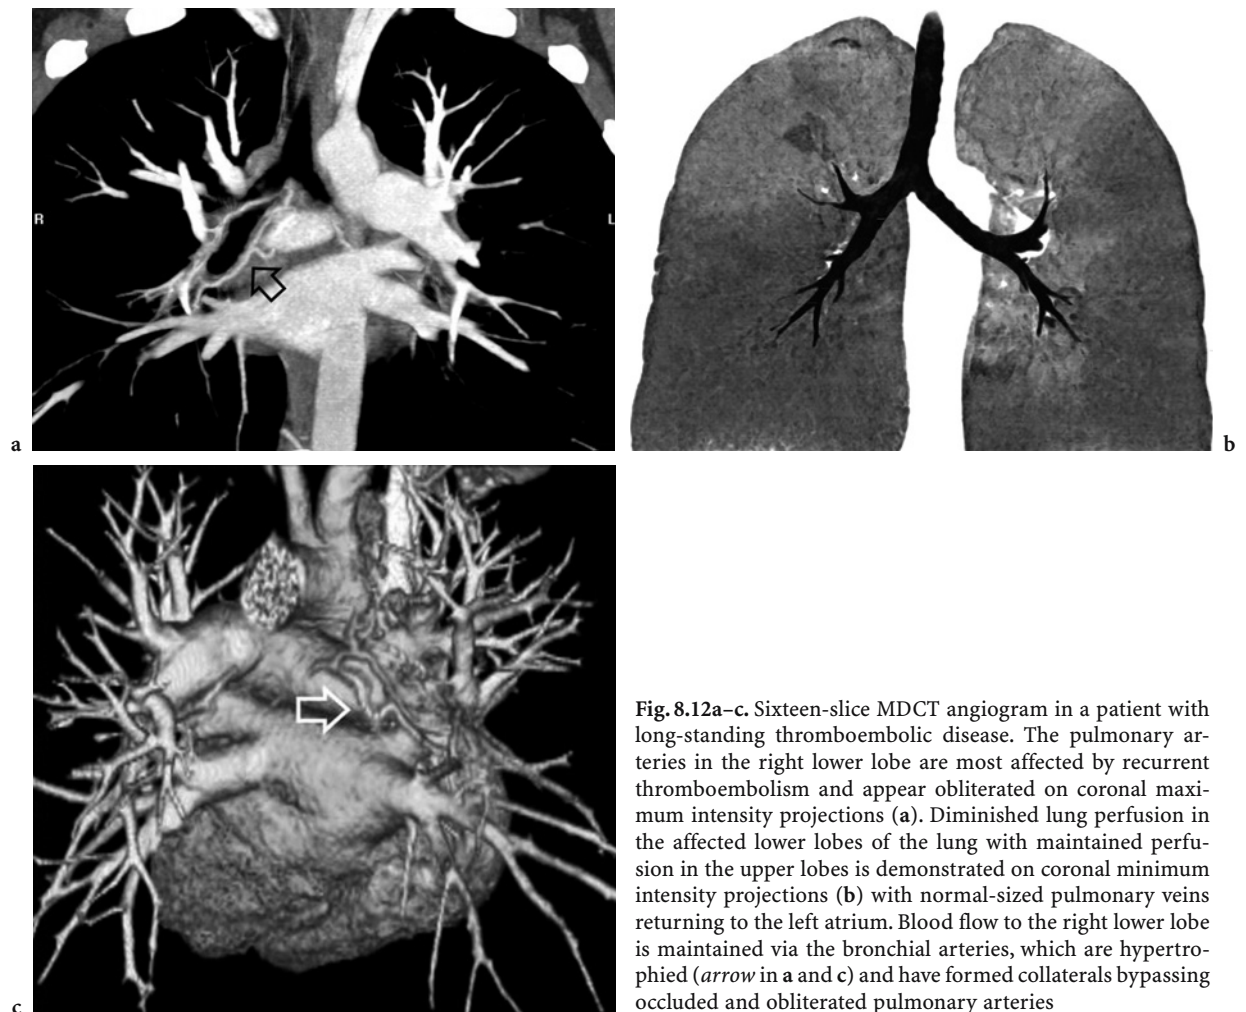 R
L
a
b
c
Fig. 8.12a–c. Sixteen-slice MDCT angiogram in a patient with
long-standing thromboembolic disease. The pulmonary ar-
teries in the right lower lobe are most affected by recurrent
thromboembolism and appear obliterated on coronal maxi-
mum intensity projections (a). Diminished lung perfusion in
the affected lower lobes of the lung with maintained perfu-
sion in the upper lobes is demonstrated on coronal minimum
intensity projections (b) with normal-sized pulmonary veins
returning to the left atrium. Blood flow to the right lower lobe
is maintained via the bronchial arteries, which are hypertro-
phied (arrow in a and c) and have formed collaterals bypassing
occluded and obliterated pulmonary arteries